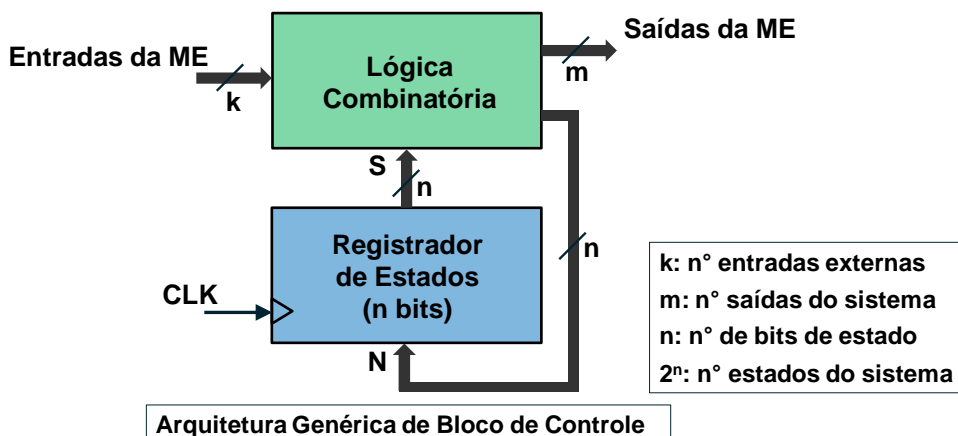 Entradas da ME
k
Lógica
Combinatória
Saídas da ME
m
S
n
n
Registrador
de Estados
(n bits)
CLK
N
k: n° entradas externas
m: n° saídas do sistema
n: n° de bits de estado
2ⁿ: n° estados do sistema
Arquitetura Genérica de Bloco de Controle